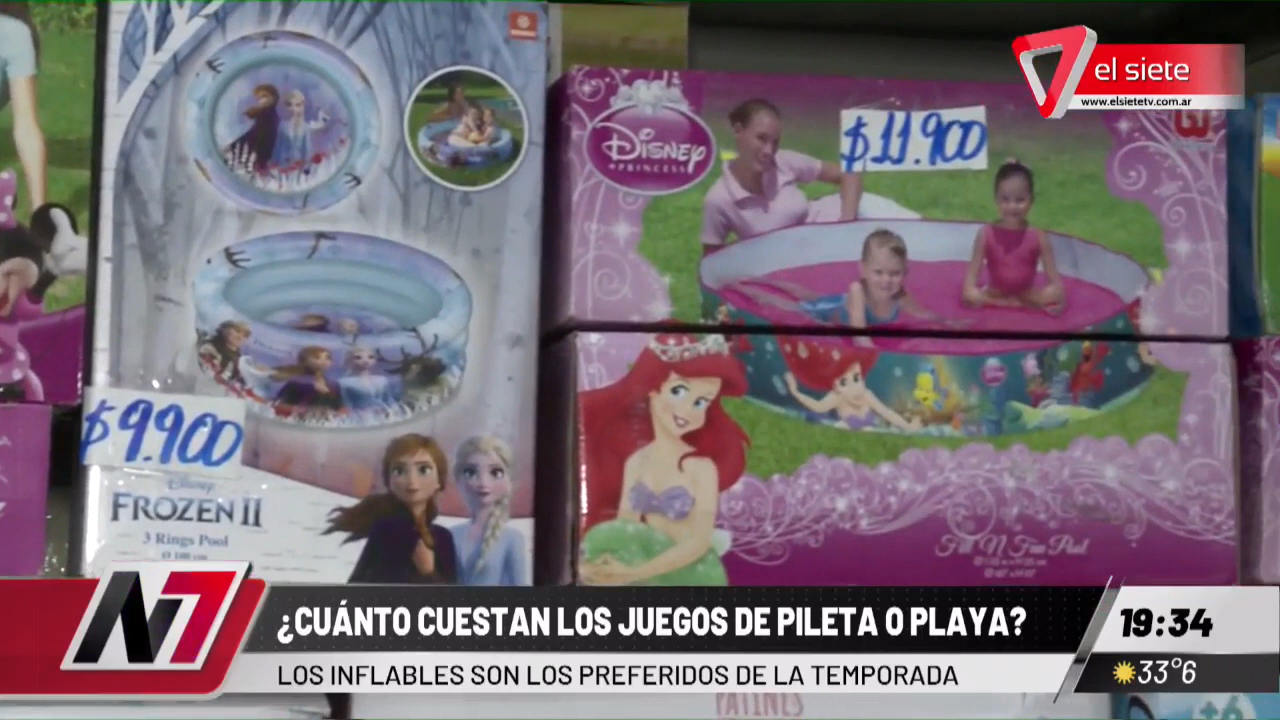 el siete
www.elsietetv.com.ar
Disney
PRINCESS
$11.900
$9.900
Disney
FROZEN II
3 Rings Pool
Fill 'N Fun Pool
N7
¿CUÁNTO CUESTAN LOS JUEGOS DE PILETA O PLAYA?
19:34
LOS INFLABLES SON LOS PREFERIDOS DE LA TEMPORADA
33°6
PATINES
+6